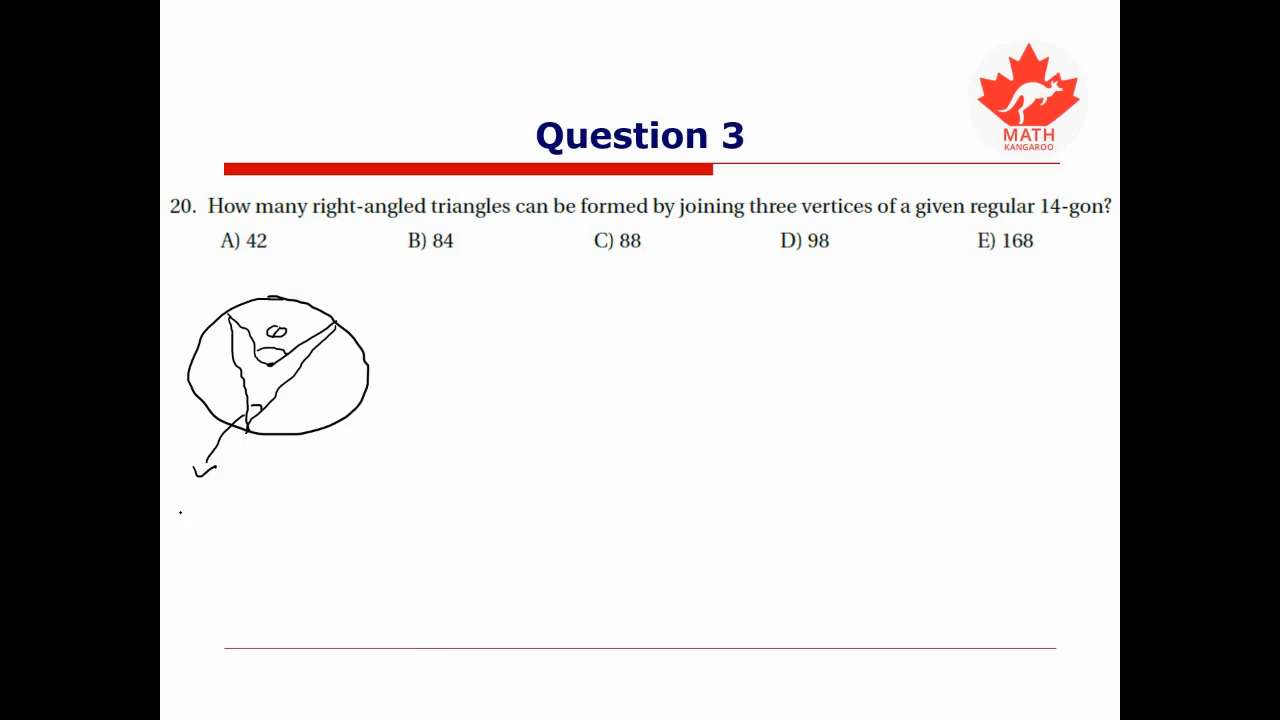 MATH
KANGAROO
Question 3
20. How many right-angled triangles can be formed by joining three vertices of a given regular 14-gon?
A) 42 B) 84 C) 88 D) 98 E) 168